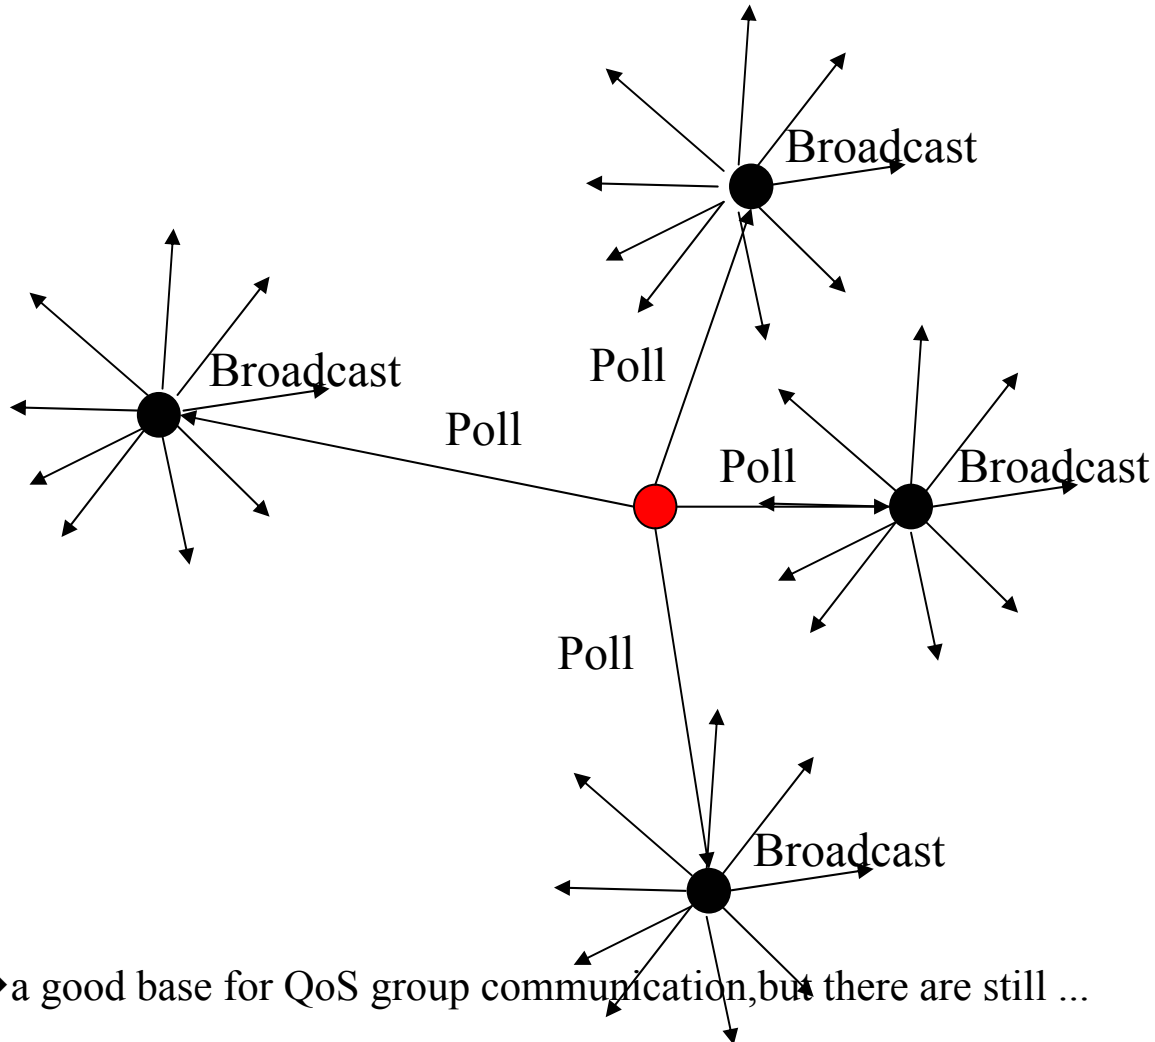 Broadcast
Poll
Broadcast
Poll
Poll
Broadcast
Poll
Broadcast
a good base for QoS group communication,but there are still ...